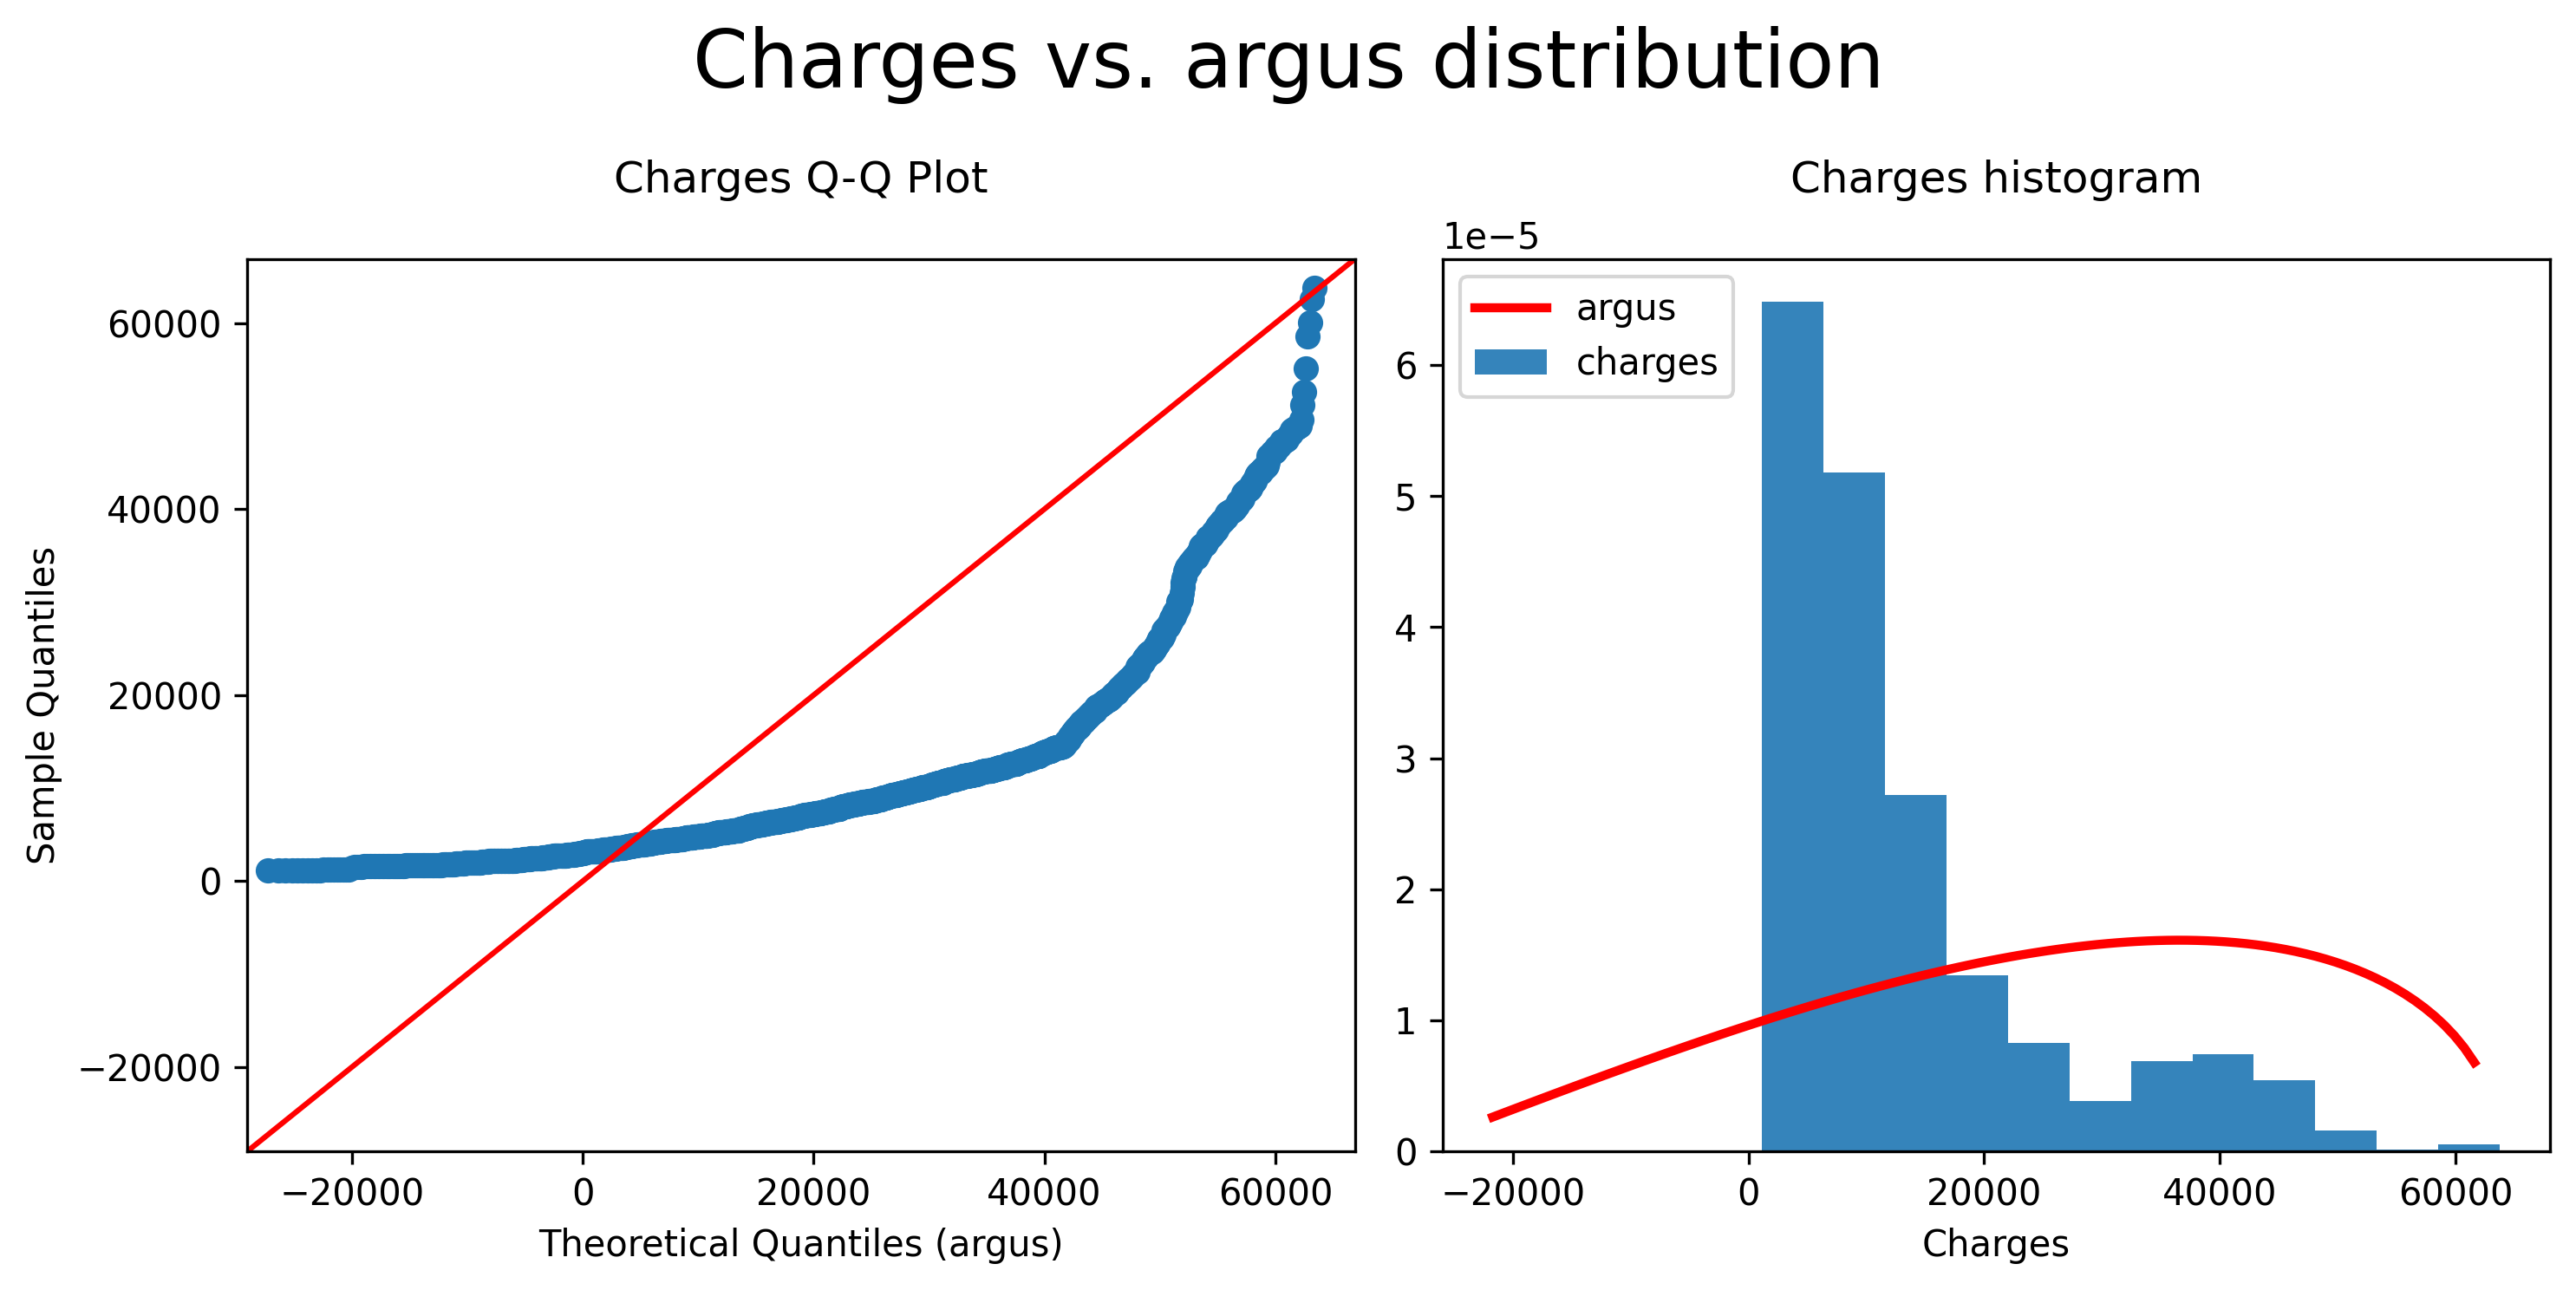 Charges vs. argus distribution
Charges Q-Q Plot
60000
40000
20000
0
−20000
Sample Quantiles
−20000
0
20000
40000
60000
Theoretical Quantiles (argus)
Charges histogram
1e−5
argus
charges
6
5
4
3
2
1
0
−20000
0
20000
40000
60000
Charges